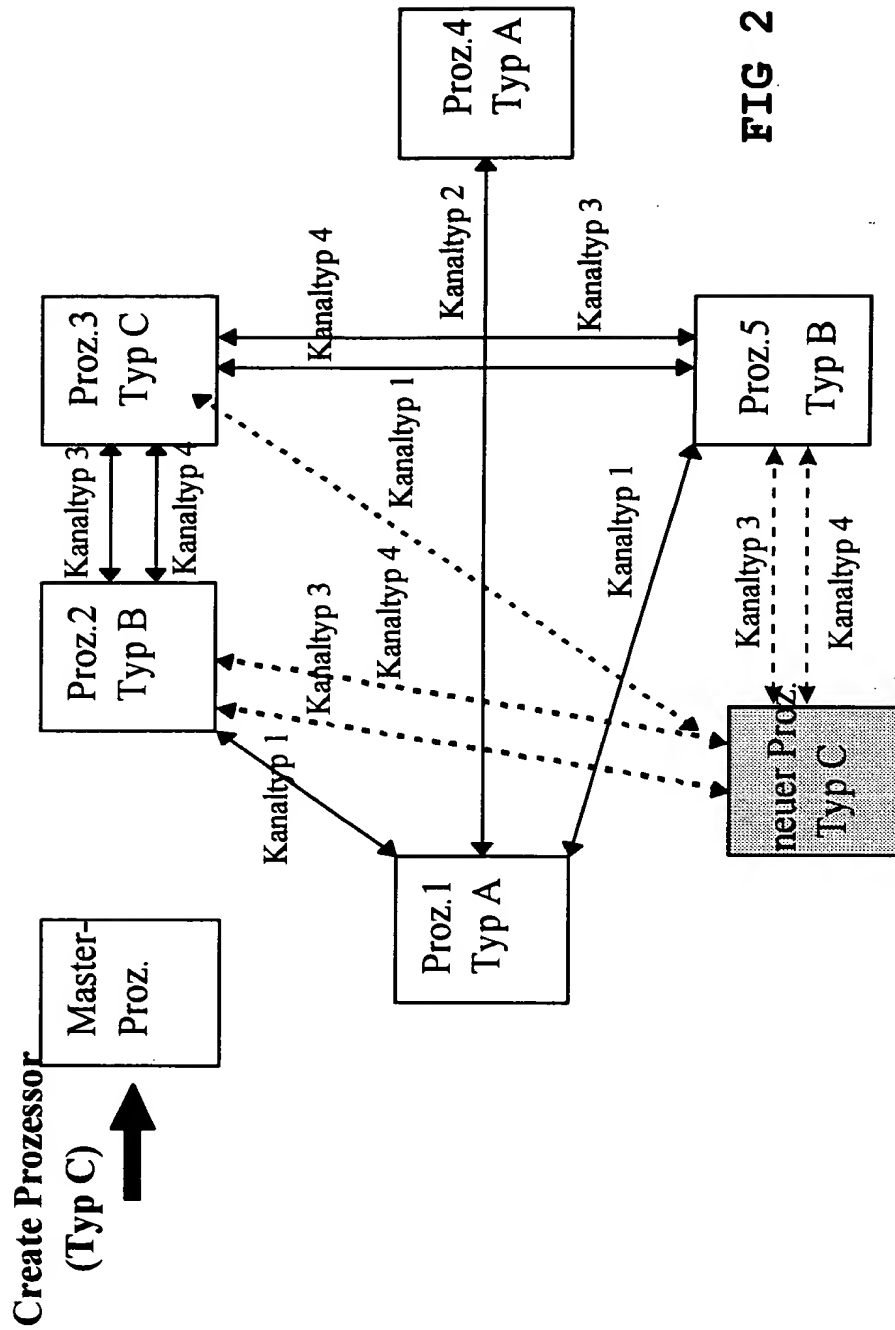 Create Prozessor
(Typ C)
Master-
Proz.
Proz.2
Typ B
Kanaltyp 3
Kanaltyp 4
Proz.3
Typ C
Kanaltyp 1
Kanaltyp 3
Kanaltyp 4
Kanaltyp 1
Kanaltyp 4
Proz.1
Typ A
Kanaltyp 2
Proz.4
Typ A
Kanaltyp 1
Kanaltyp 3
neuer Proz.
Typ C
Kanaltyp 3
Kanaltyp 4
Proz.5
Typ B
FIG 2